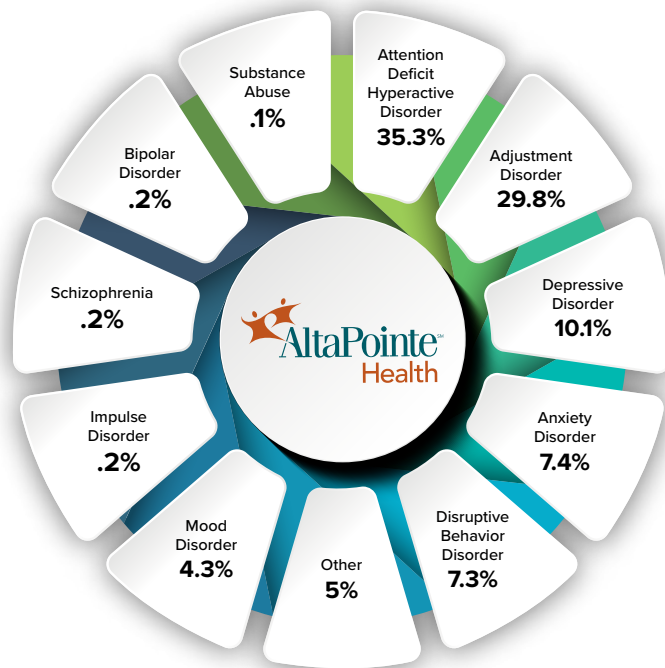 Attention
Deficit
Hyperactive
Disorder
35.3%
Adjustment
Disorder
29.8%
Depressive
Disorder
10.1%
Anxiety
Disorder
7.4%
Disruptive
Behavior
Disorder
7.3%
Other
5%
Mood
Disorder
4.3%
Impulse
Disorder
.2%
Schizophrenia
.2%
Bipolar
Disorder
.2%
Substance
Abuse
.1%
AltaPointe
Health